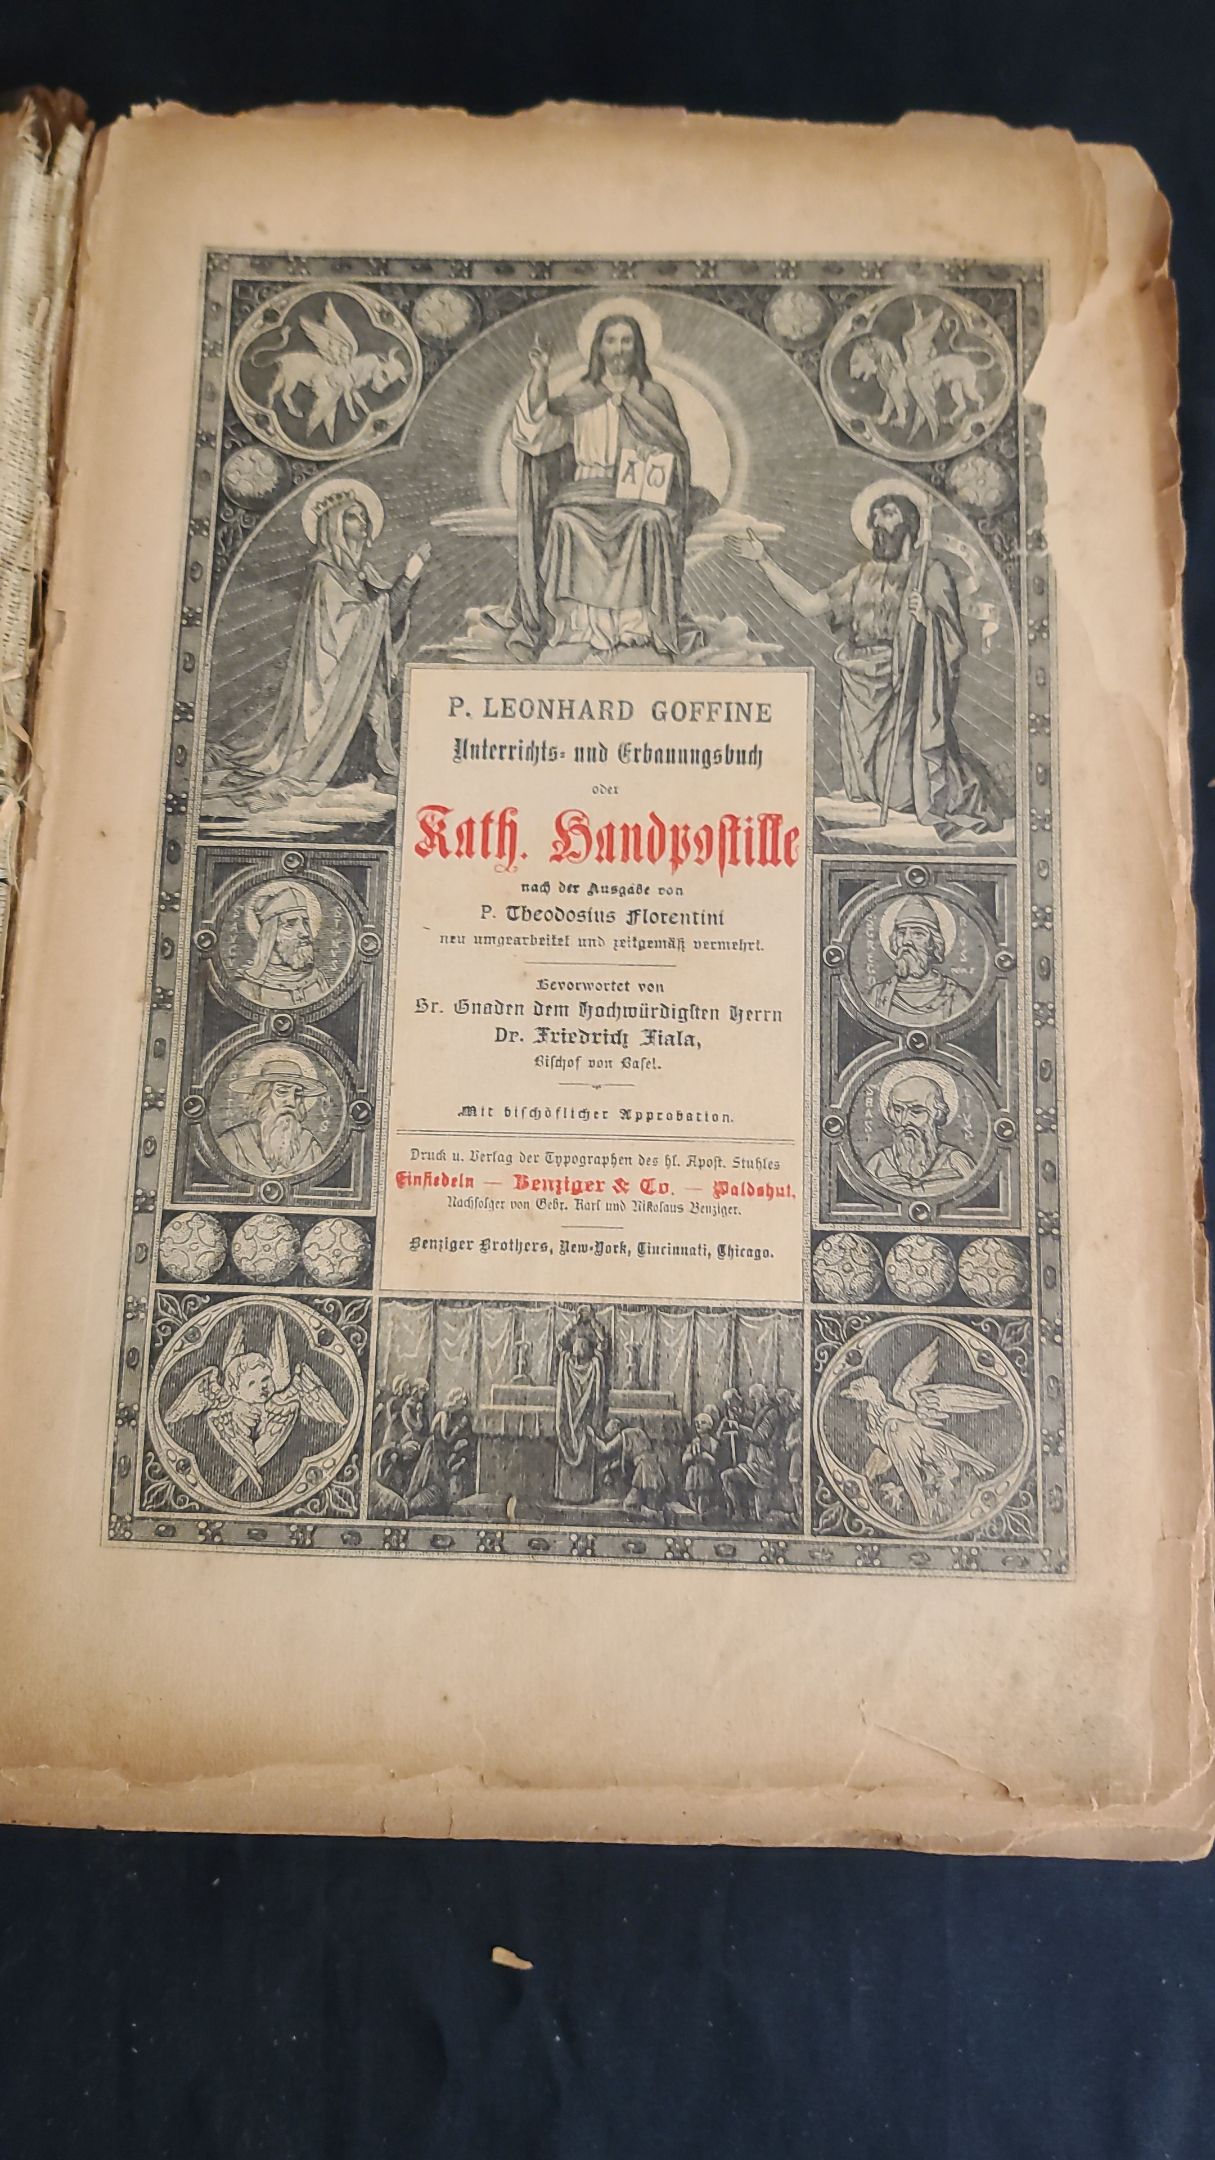 Α ω
P. LEONHARD GOFFINE
Unterrichts- und Erbauungsbuch
oder
Kath. Handpostille
nach der Ausgabe von
P. Theodosius Florentini
neu umgearbeitet und zeitgemäß vermehrt.
Bevorwortet von
Sr. Gnaden dem Hochwürdigsten Herrn
Dr. Friedrich Fiala,
Bischof von Basel.
Mit bischöflicher Approbation.
Druck u. Verlag der Typographen des hl. Apost. Stuhles
Einsiedeln — Benziger & Co. — Waldshut,
Nachfolger von Gebr. Karl und Nikolaus Benziger.
Benziger Brothers, New-York, Cincinnati, Chicago.